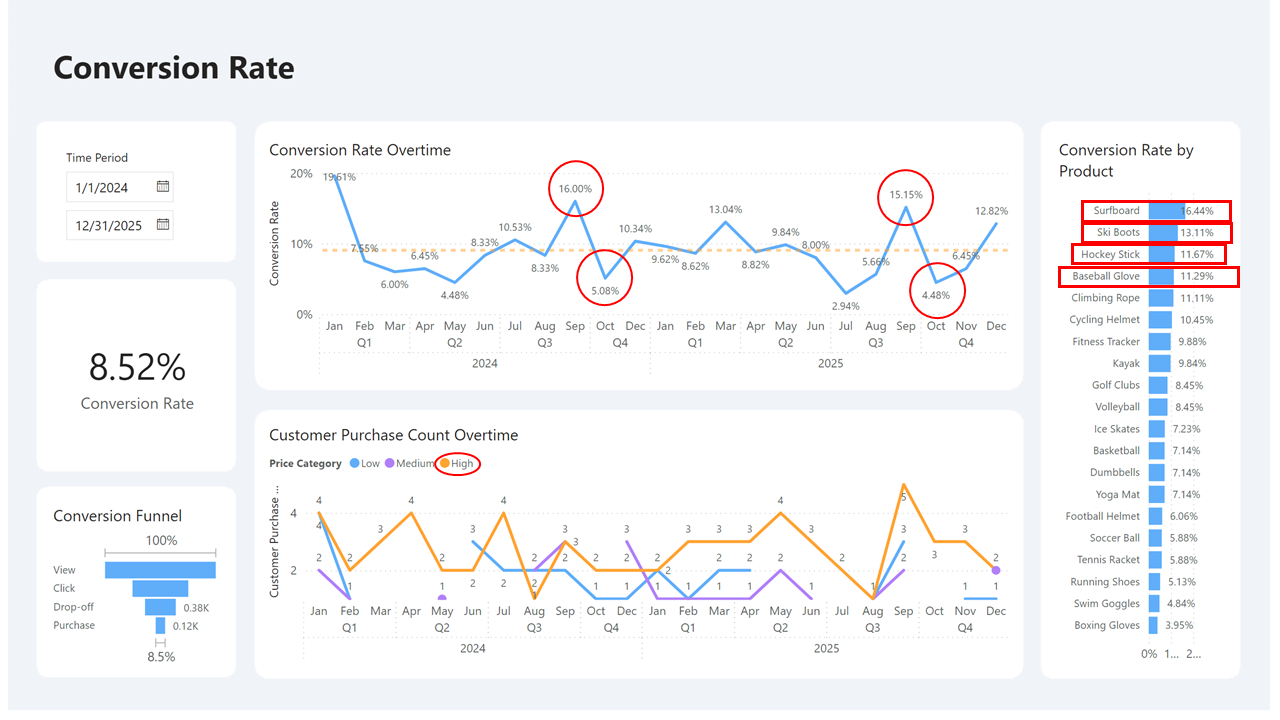 Conversion Rate
Time Period
1/1/2024
12/31/2025
8.52%
Conversion Rate
Conversion Funnel
100%
View
Click
Drop-off 0.38K
Purchase 0.12K
8.5%
Conversion Rate Overtime
Conversion Rate
20%
10%
0%
19.61% 7.55% 6.00% 6.45% 4.48% 8.33% 10.53% 8.33% 16.00% 5.08% 10.34% 9.62% 8.62% 13.04% 8.82% 9.84% 8.00% 2.94% 5.66% 15.15% 4.48% 6.45% 12.82%
Jan Feb Mar Apr May Jun Jul Aug Sep Oct Dec Jan Feb Mar Apr May Jun Jul Aug Sep Oct Nov Dec
Q1 Q2 Q3 Q4 Q1 Q2 Q3 Q4
2024 2025
Customer Purchase Count Overtime
Price Category Low Medium High
Customer Purchase ...
4
2
4 4 2 2 1 3 4 2 1 3 2 4 2 2 1 3 2 3 2 1 3 2 1 2 2 3 1 3 2 1 3 2 1 4 2 3 1 2 1 5 3 2 3 3 1 2 1
Jan Feb Mar Apr May Jun Jul Aug Sep Oct Dec Jan Feb Mar Apr May Jun Jul Aug Sep Oct Nov Dec
Q1 Q2 Q3 Q4 Q1 Q2 Q3 Q4
2024 2025
Conversion Rate by
Product
Surfboard 16.44%
Ski Boots 13.11%
Hockey Stick 11.67%
Baseball Glove 11.29%
Climbing Rope 11.11%
Cycling Helmet 10.45%
Fitness Tracker 9.88%
Kayak 9.84%
Golf Clubs 8.45%
Volleyball 8.45%
Ice Skates 7.23%
Basketball 7.14%
Dumbbells 7.14%
Yoga Mat 7.14%
Football Helmet 6.06%
Soccer Ball 5.88%
Tennis Racket 5.88%
Running Shoes 5.13%
Swim Goggles 4.84%
Boxing Gloves 3.95%
0% 1... 2...